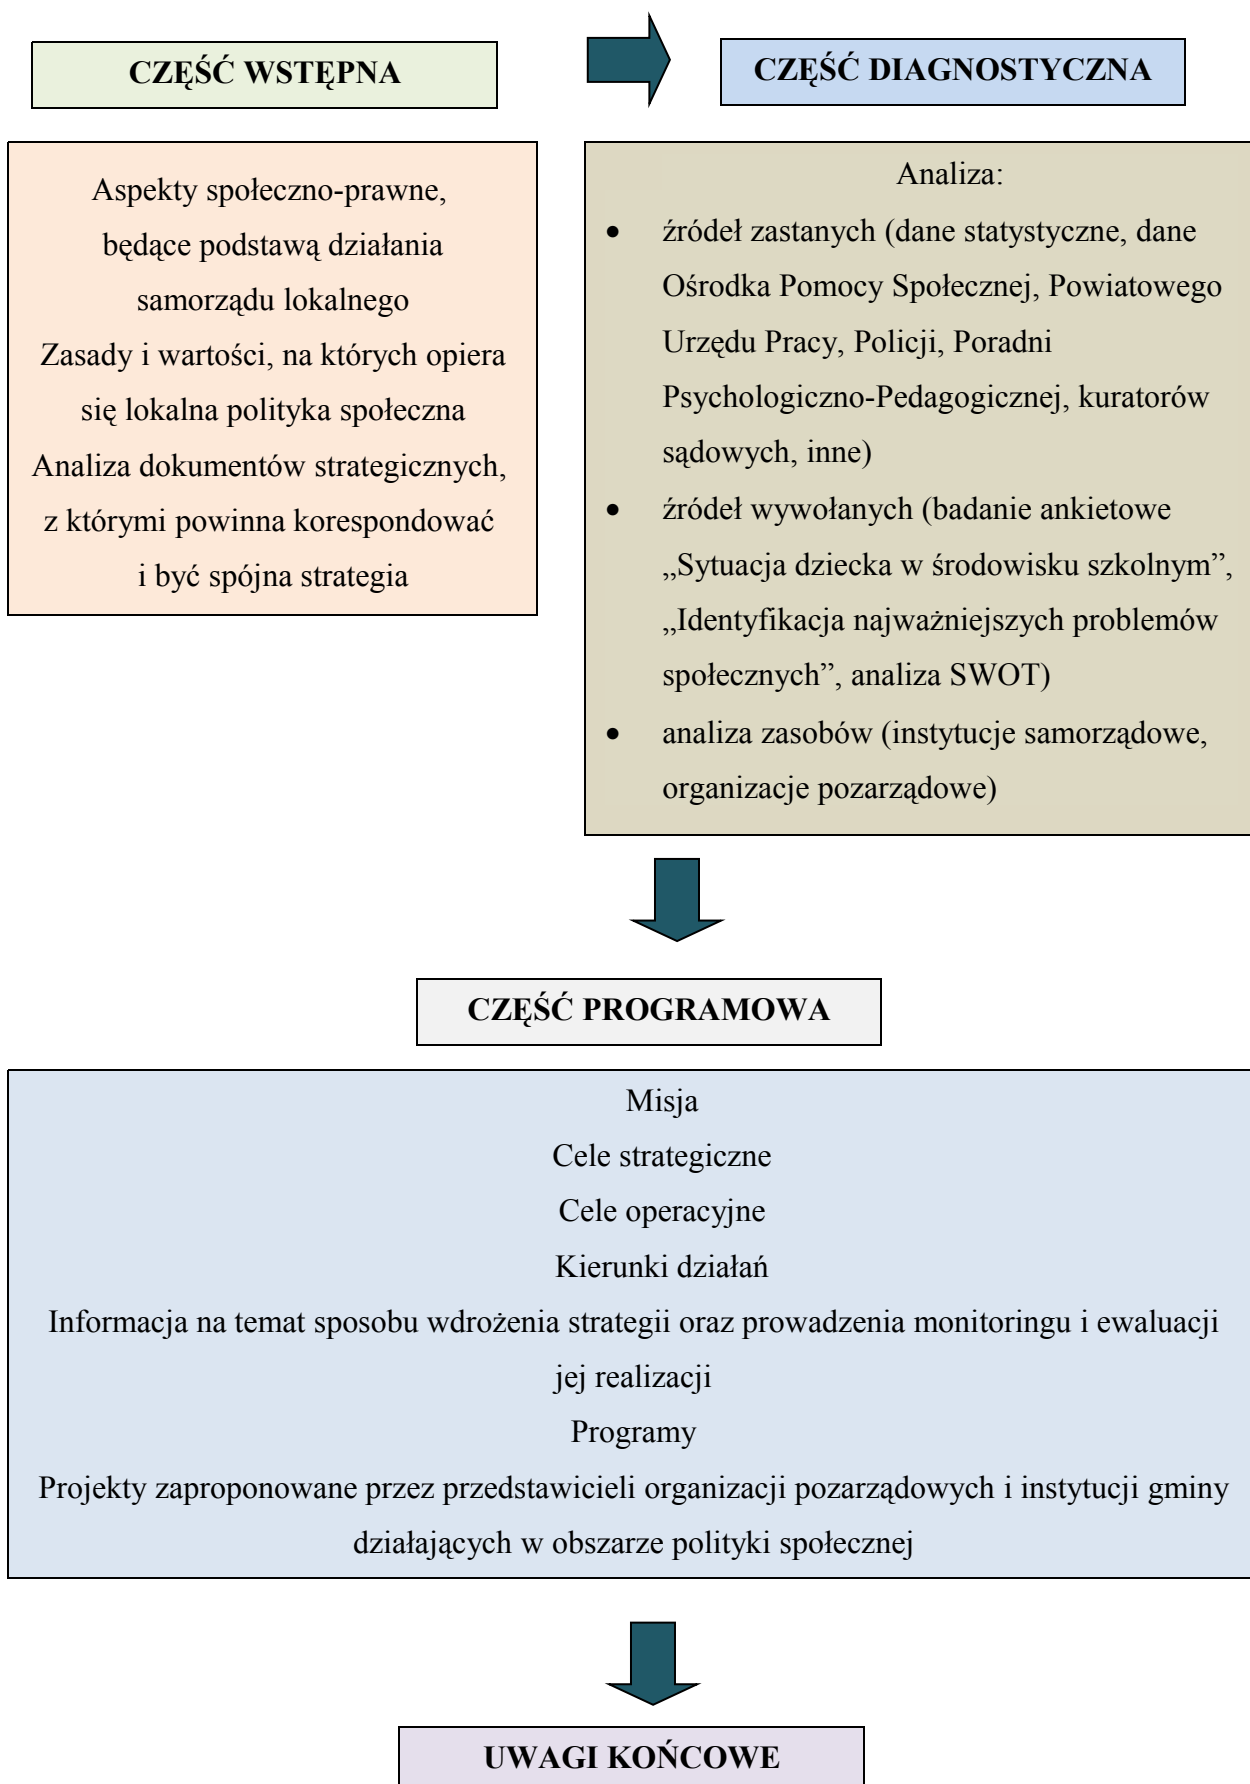 CZĘŚĆ WSTĘPNA
Aspekty społeczno-prawne,
będące podstawą działania
samorządu lokalnego
Zasady i wartości, na których opiera
się lokalna polityka społeczna
Analiza dokumentów strategicznych,
z którymi powinna korespondować
i być spójna strategia
CZĘŚĆ DIAGNOSTYCZNA
Analiza:
• źródeł zastanych (dane statystyczne, dane
Ośrodka Pomocy Społecznej, Powiatowego
Urzędu Pracy, Policji, Poradni
Psychologiczno-Pedagogicznej, kuratorów
sądowych, inne)
• źródeł wywołanych (badanie ankietowe
„Sytuacja dziecka w środowisku szkolnym”,
„Identyfikacja najważniejszych problemów
społecznych”, analiza SWOT)
• analiza zasobów (instytucje samorządowe,
organizacje pozarządowe)
CZĘŚĆ PROGRAMOWA
Misja
Cele strategiczne
Cele operacyjne
Kierunki działań
Informacja na temat sposobu wdrożenia strategii oraz prowadzenia monitoringu i ewaluacji
jej realizacji
Programy
Projekty zaproponowane przez przedstawicieli organizacji pozarządowych i instytucji gminy
działających w obszarze polityki społecznej
UWAGI KOŃCOWE